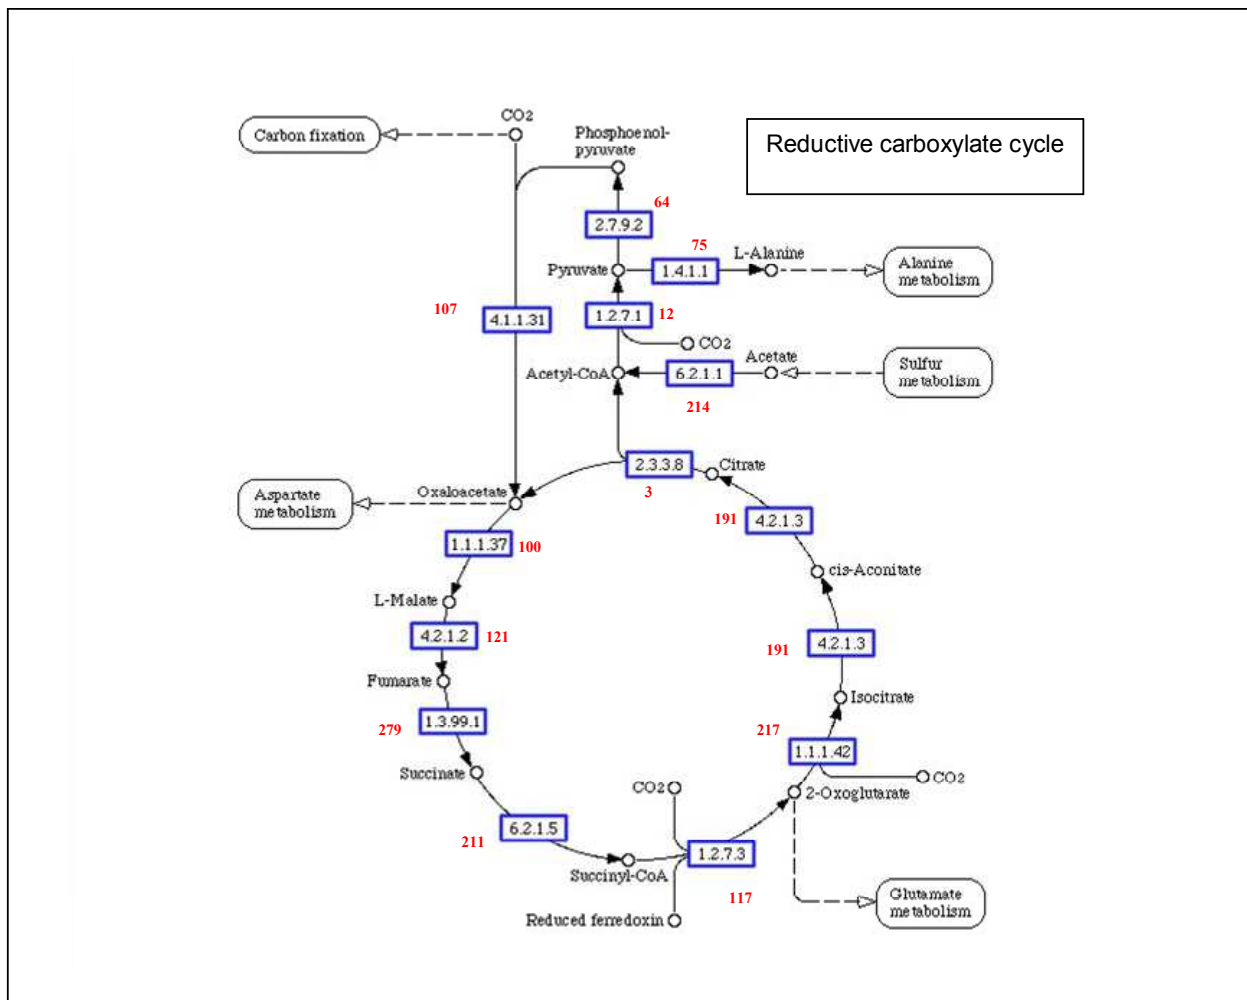 CO2
Carbon fixation
Phosphoenol-
pyruvate
Reductive carboxylate cycle
64
2.7.9.2
75
L-Alanine
Pyruvate
1.4.1.1
Alanine
metabolism
107
4.1.1.31
1.2.7.1
12
CO2
Acetate
Sulfur
metabolism
Acetyl-CoA
6.2.1.1
214
2.3.3.8
Citrate
3
Aspartate
metabolism
Oxaloacetate
191
4.2.1.3
1.1.1.37
100
cis-Aconitate
L-Malate
4.2.1.2
121
191
4.2.1.3
Fumarate
Isocitrate
279
1.3.99.1
217
1.1.1.42
Succinate
CO2
CO2
2-Oxoglutarate
6.2.1.5
211
1.2.7.3
Succinyl-CoA
117
Glutamate
metabolism
Reduced ferredoxin